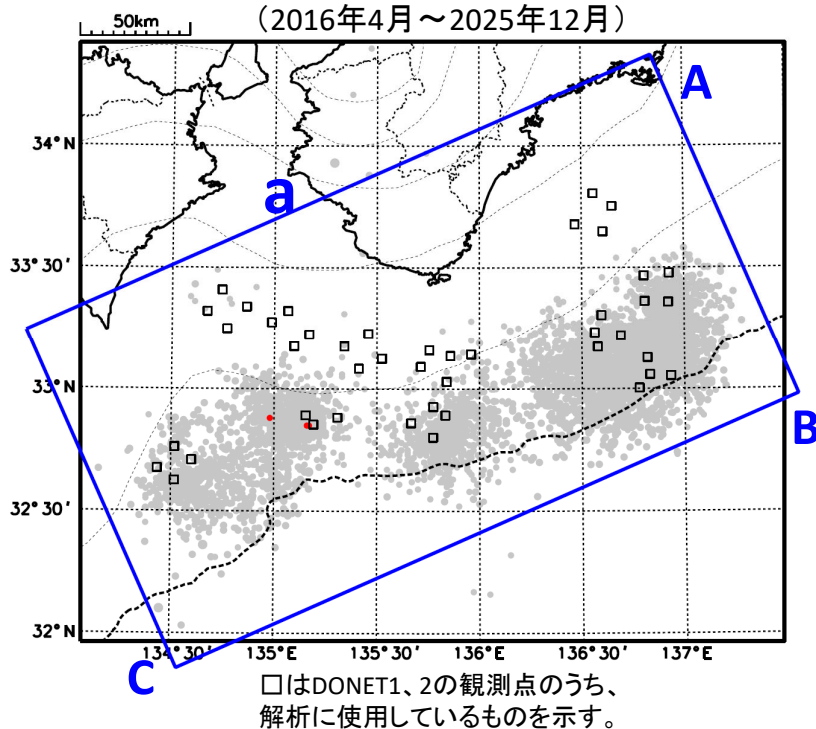 (2016年4月～2025年12月)
50km
A
a
34°N
33°30′
33°N
B
32°30′
32°N
134°30′ 135°E 135°30′ 136°E 136°30′ 137°E
C
□はDONET1、2の観測点のうち、
解析に使用しているものを示す。